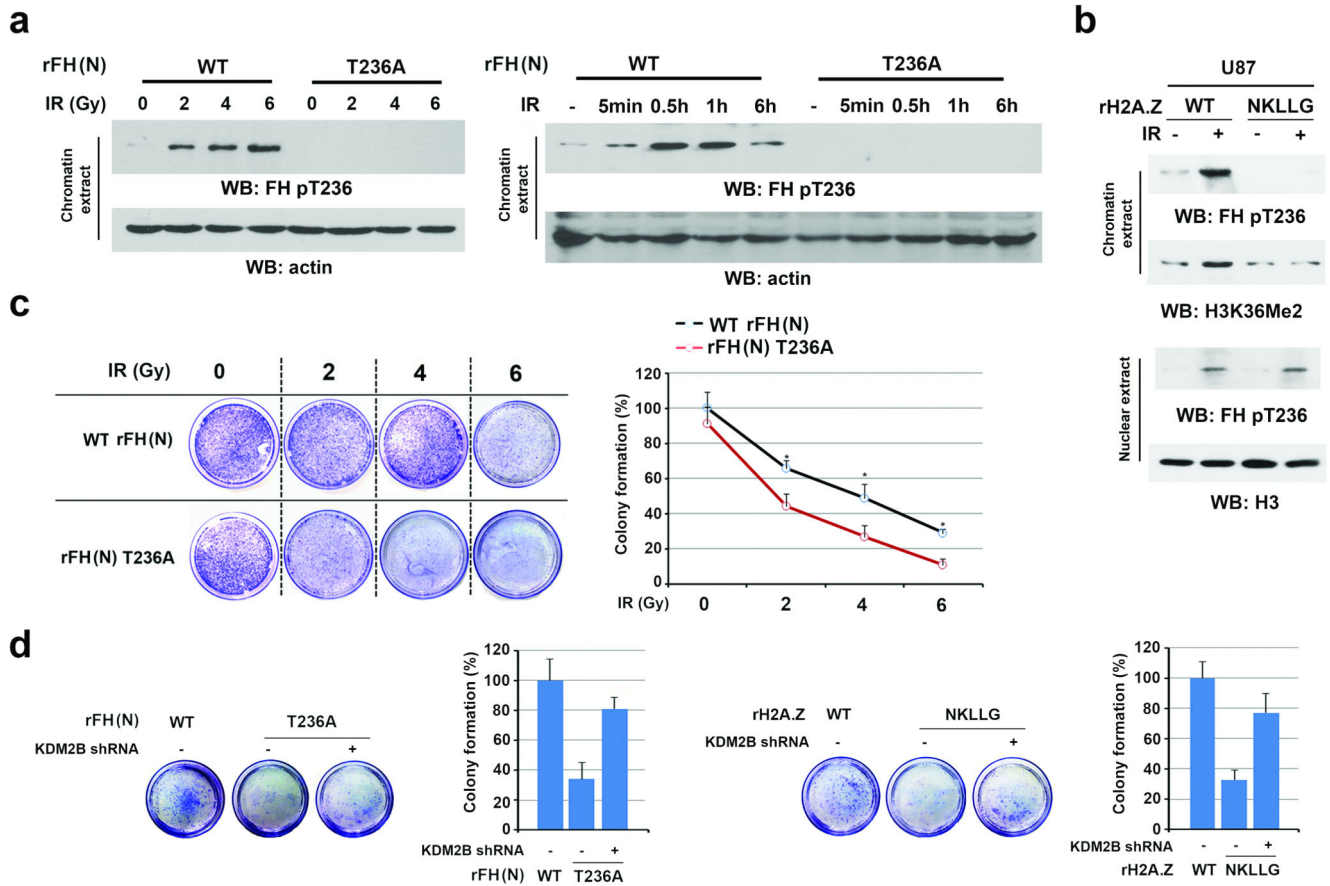 a
rFH(N) WT T236A
IR (Gy) 0 2 4 6 0 2 4 6
Chromatin extract
WB: FH pT236
WB: actin
rFH(N) WT T236A
IR - 5min 0.5h 1h 6h - 5min 0.5h 1h 6h
Chromatin extract
WB: FH pT236
WB: actin
b
U87
rH2A.Z WT NKLLG
IR - + - +
Chromatin extract
WB: FH pT236
WB: H3K36Me2
Nuclear extract
WB: FH pT236
WB: H3
c
IR (Gy) 0 2 4 6
WT rFH(N)
rFH(N) T236A
WT rFH(N)
rFH(N) T236A
Colony formation (%)
120
100
80
60
40
20
0
* * *
IR (Gy) 0 2 4 6
d
rFH(N) WT T236A
KDM2B shRNA - - +
Colony formation (%)
120
100
80
60
40
20
0
KDM2B shRNA - - +
rFH(N) WT T236A
rH2A.Z WT NKLLG
KDM2B shRNA - - +
Colony formation (%)
120
100
80
60
40
20
0
KDM2B shRNA - - +
rH2A.Z WT NKLLG